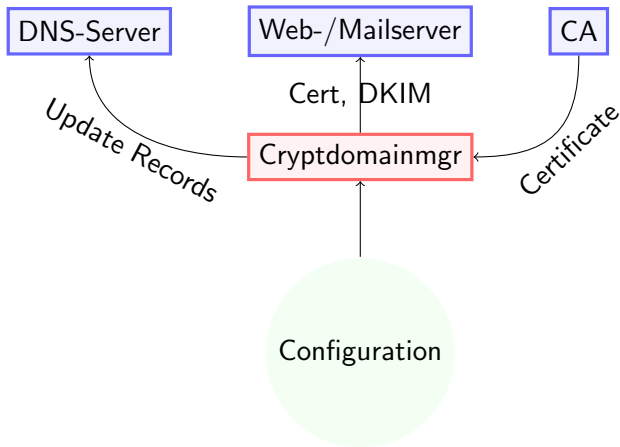 DNS-Server
Web-/Mailserver
CA
Cert, DKIM
Update Records
Certificate
Cryptdomainmgr
Configuration